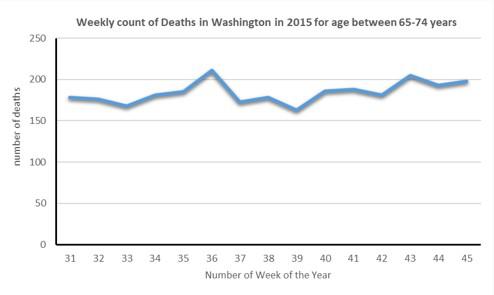 Weekly count of Deaths in Washington in 2015 for age between 65-74 years
250
200
150
100
50
0
number of deaths
31 32 33 34 35 36 37 38 39 40 41 42 43 44 45
Number of Week of the Year